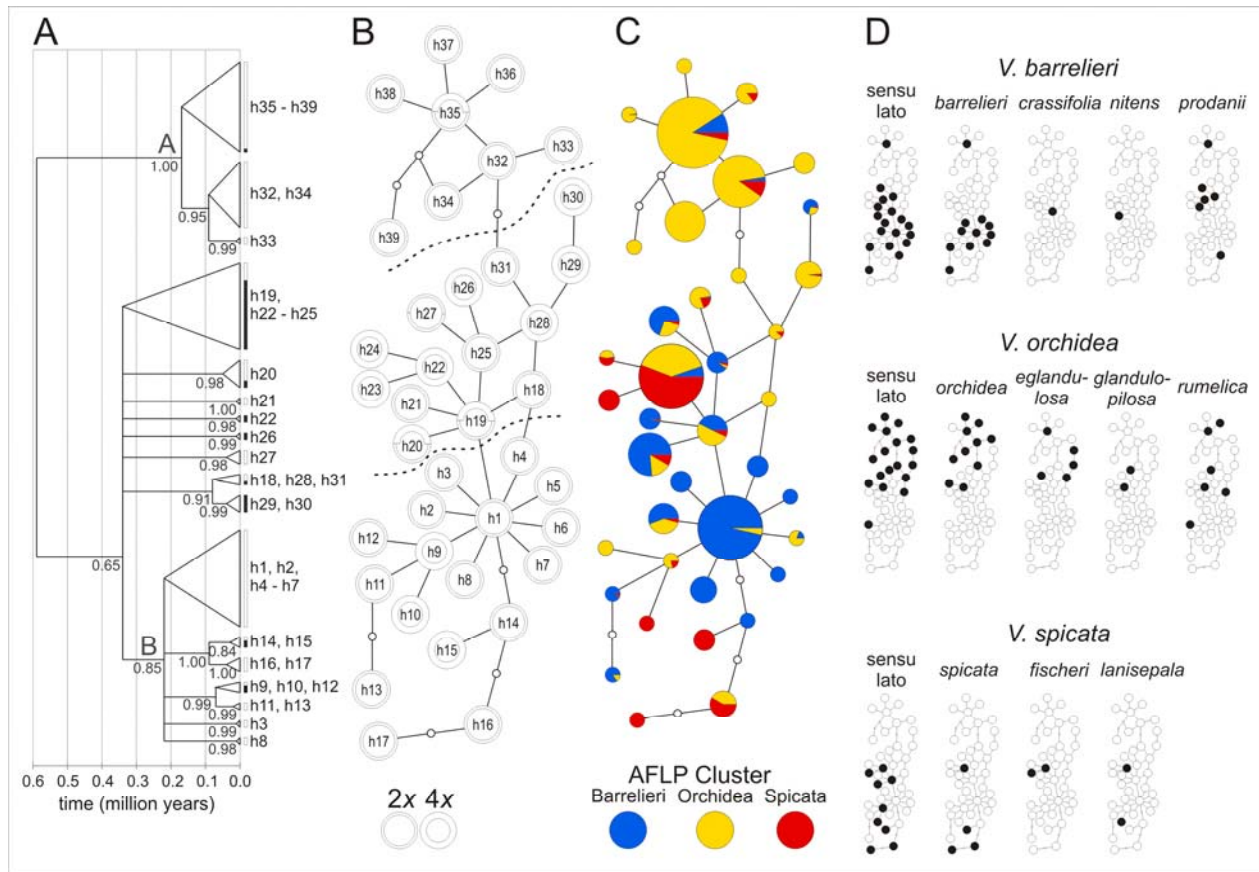 A
B
C
D
h35 - h39
A
1.00
h32, h34
0.95
h33
0.99
h19,
h22 - h25
h20
0.98
h21
1.00
h22
0.98
h26
0.99
h27
0.98
h18, h28, h31
0.91
h29, h30
0.99
0.65
h1, h2,
h4 - h7
B
0.85
h14, h15
0.84
1.00
h16, h17
1.00
h9, h10, h12
0.99
h11, h13
0.99
h3
0.99
h8
0.98
0.6 0.5 0.4 0.3 0.2 0.1 0.0
time (million years)
h37
h38
h36
h35
h32
h33
h34
h30
h39
h31
h29
h26
h27
h28
h24
h25
h22
h23
h18
h21
h19
h20
h4
h3
h5
h2
h1
h6
h12
h9
h7
h11
h8
h10
h14
h15
h13
h16
h17
2x 4x
AFLP Cluster
Barrelieri Orchidea Spicata
V. barrelieri
sensu
lato
barrelieri crassifolia nitens prodanii
V. orchidea
sensu
lato
orchidea
eglandu-
losa
glandulo-
pilosa
rumelica
V. spicata
sensu
lato
spicata fischeri lanisepala